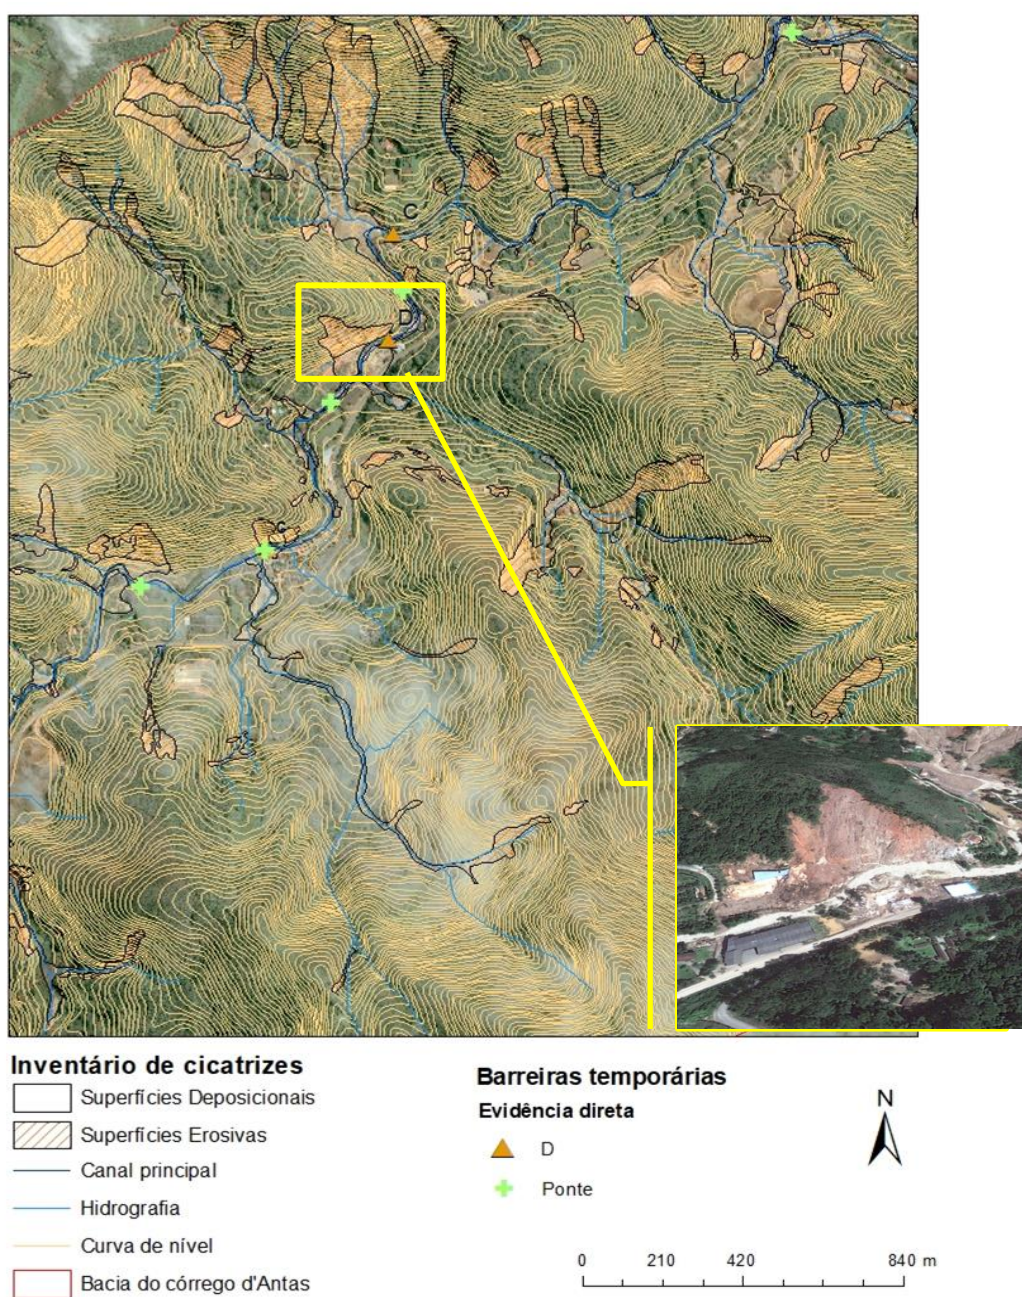 C
D
C
Inventário de cicatrizes
Superfícies Deposicionais
Superfícies Erosivas
Canal principal
Hidrografia
Curva de nível
Bacia do córrego d'Antas
Barreiras temporárias
Evidência direta
D
Ponte
N
0 210 420 840 m